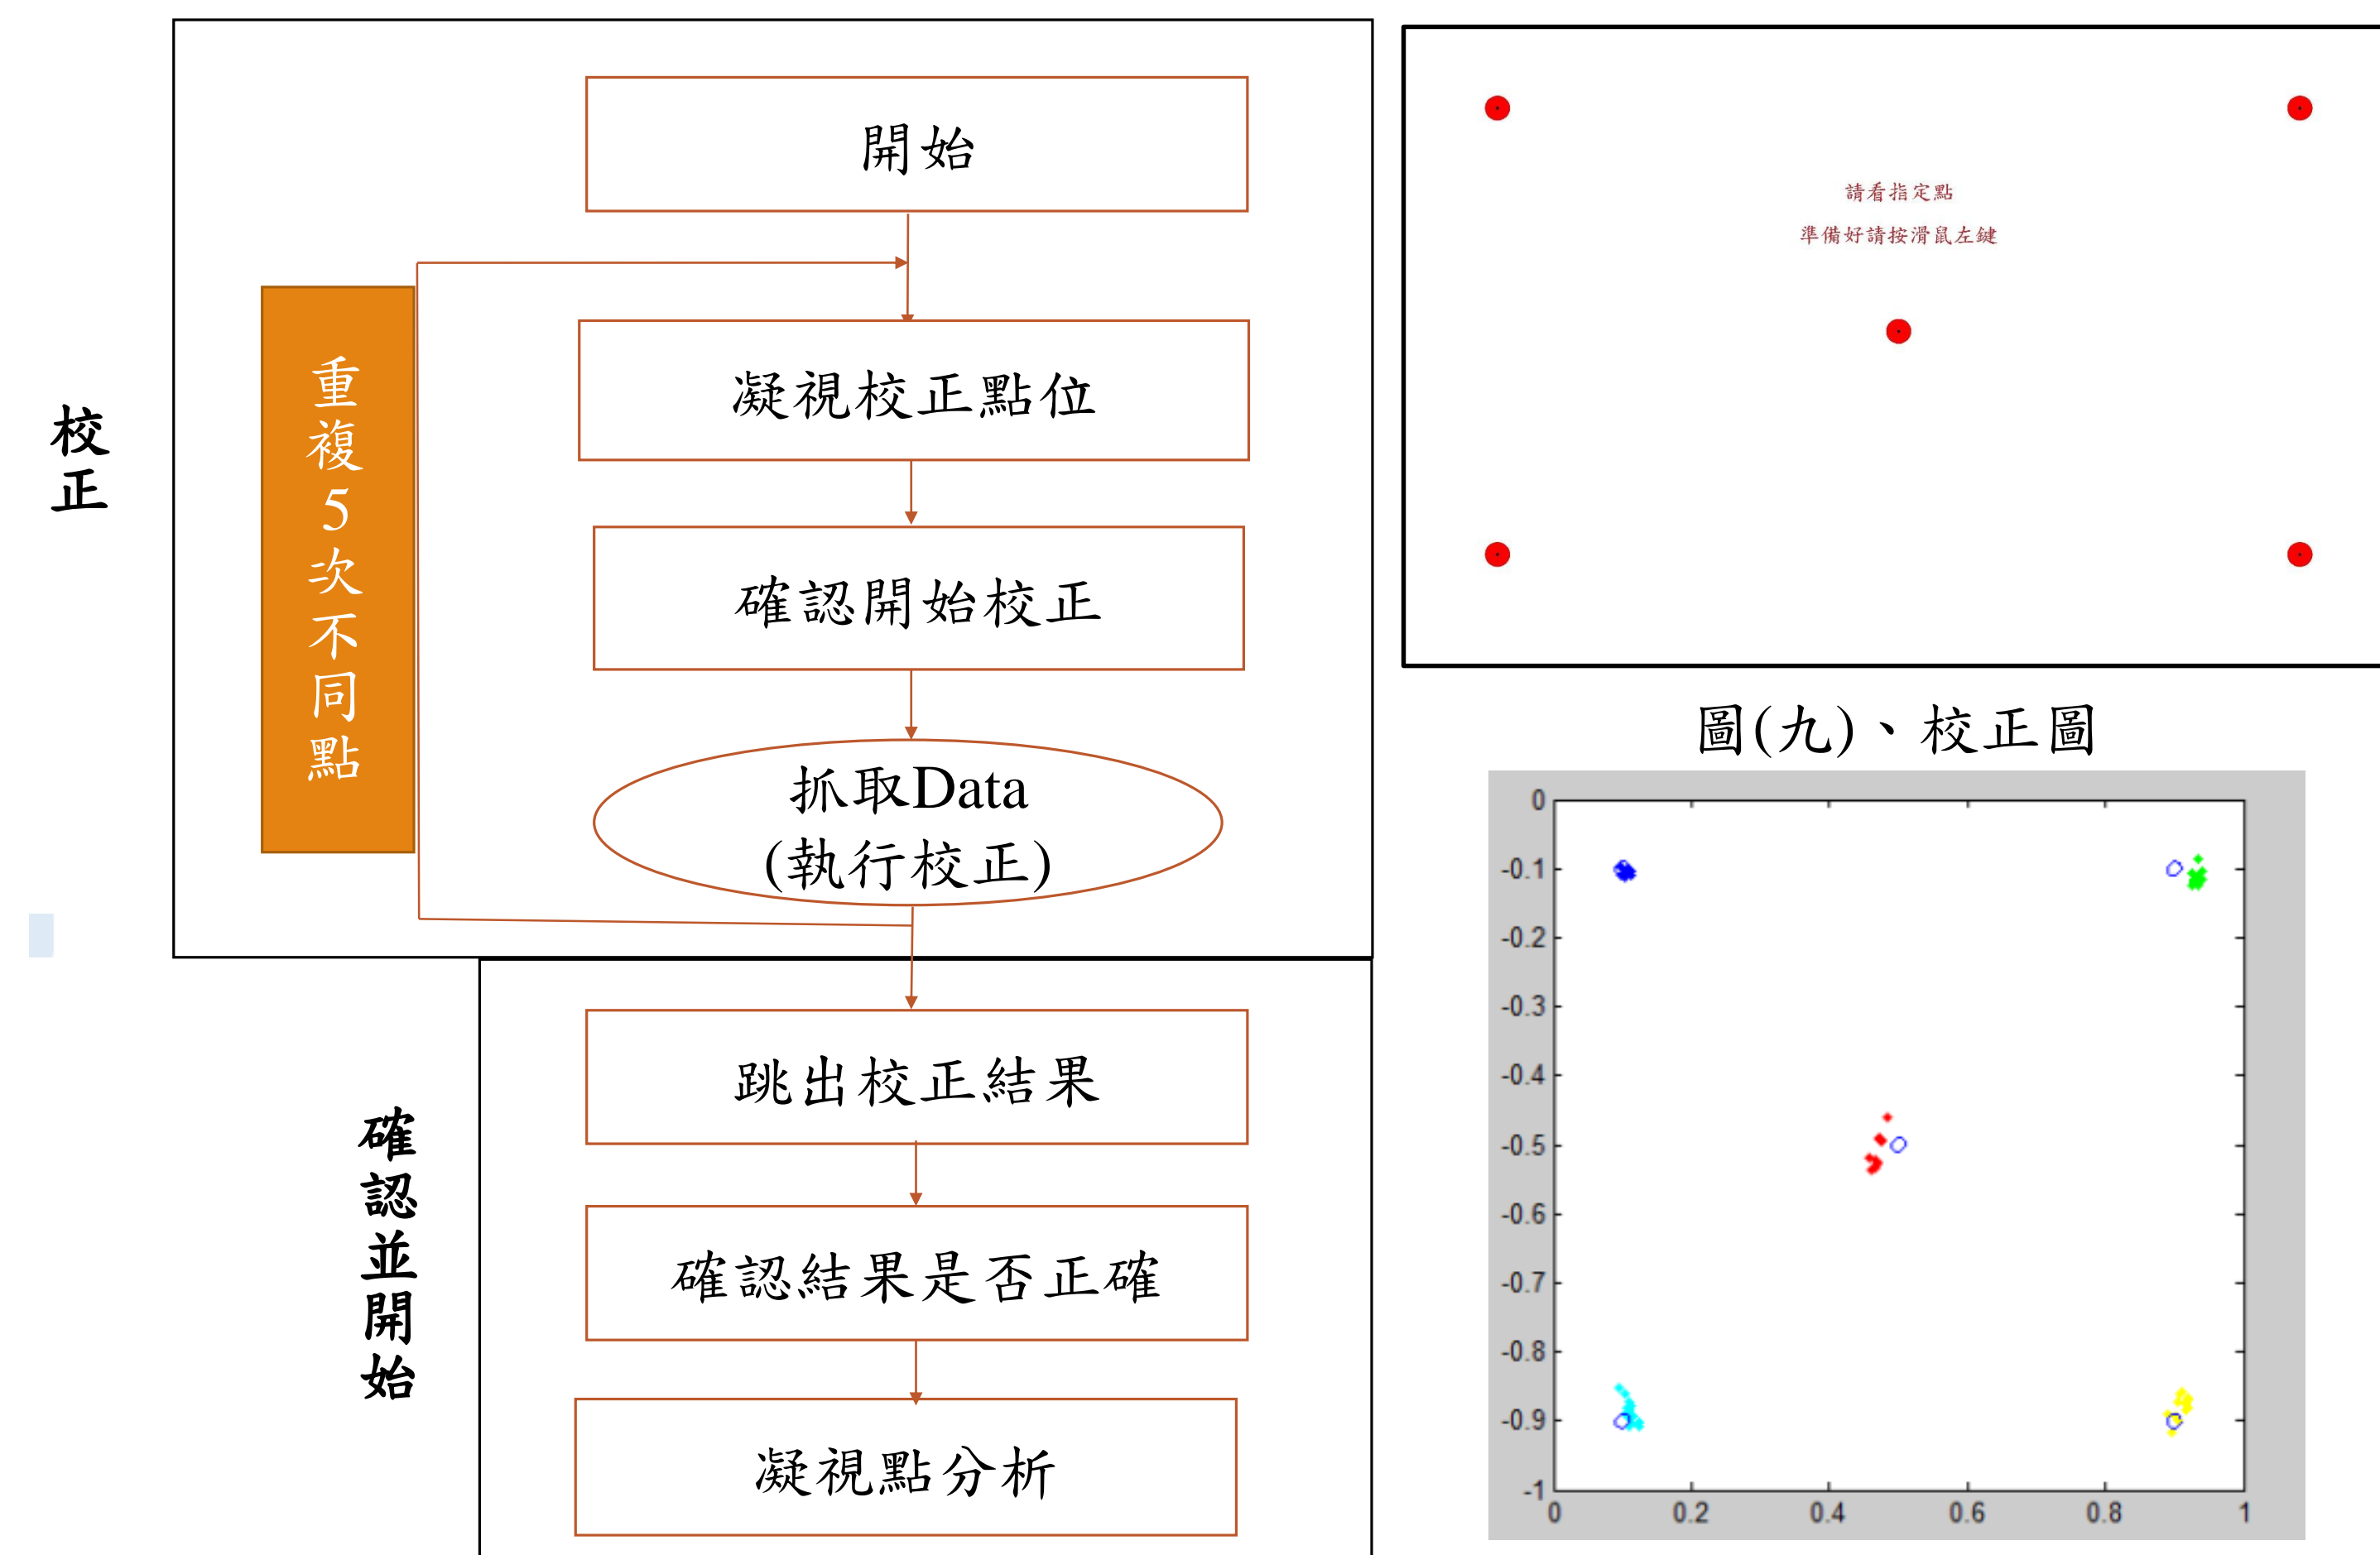 校正
重複5次不同點
開始
凝視校正點位
確認開始校正
抓取Data
(執行校正)
確認並開始
跳出校正結果
確認結果是否正確
凝視點分析
請看指定點
準備好請按滑鼠左鍵
圖(九)、校正圖
0
-0.1
-0.2
-0.3
-0.4
-0.5
-0.6
-0.7
-0.8
-0.9
-1
0 0.2 0.4 0.6 0.8 1